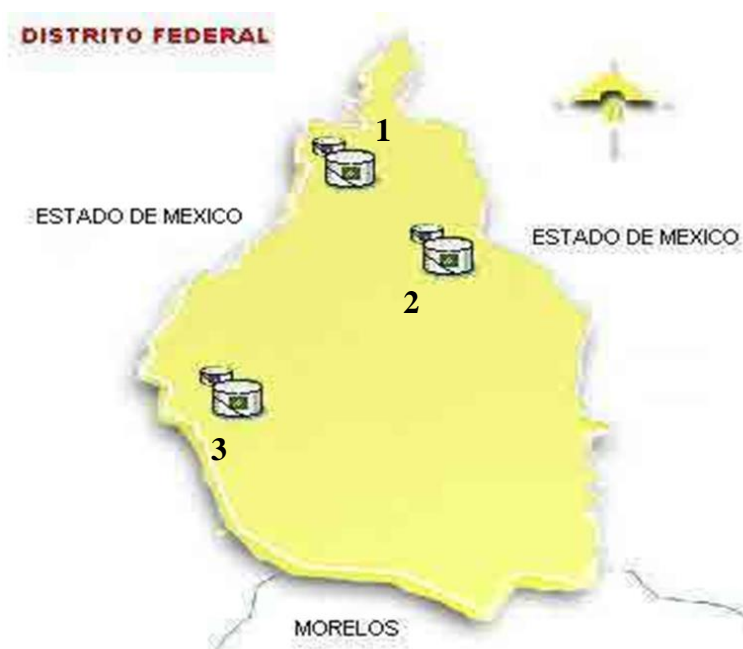 DISTRITO FEDERAL
1
ESTADO DE MEXICO
ESTADO DE MEXICO
2
3
MORELOS